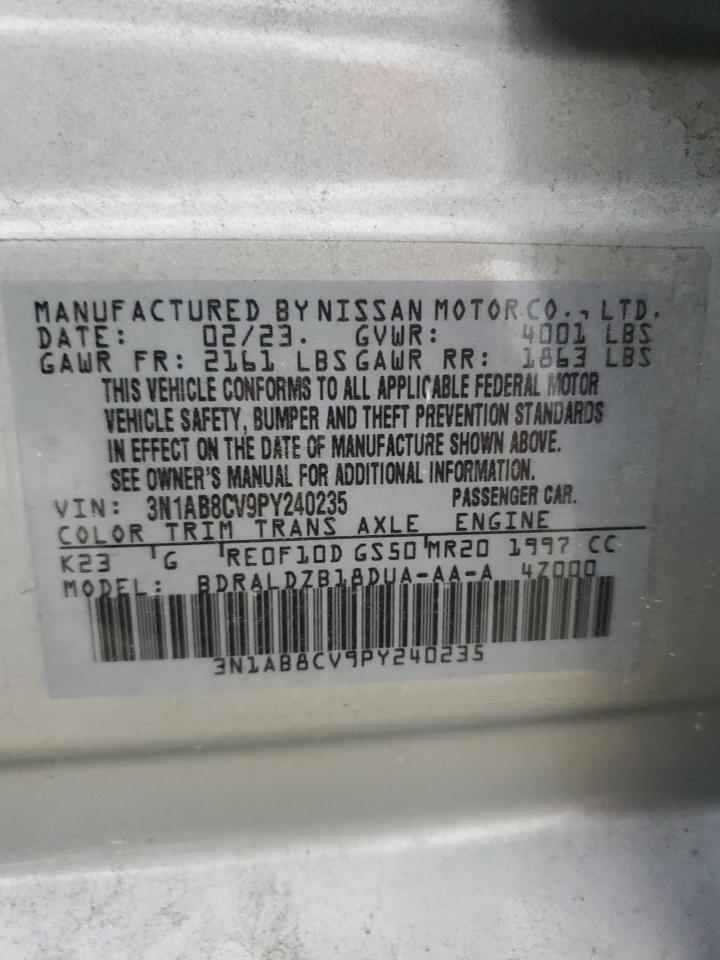 MANUFACTURED BY NISSAN MOTOR CO., LTD.
DATE: 02/23. GVWR: 4001 LBS
GAWR FR: 2161 LBS GAWR RR: 1863 LBS
THIS VEHICLE CONFORMS TO ALL APPLICABLE FEDERAL MOTOR
VEHICLE SAFETY, BUMPER AND THEFT PREVENTION STANDARDS
IN EFFECT ON THE DATE OF MANUFACTURE SHOWN ABOVE.
SEE OWNER'S MANUAL FOR ADDITIONAL INFORMATION.
VIN: 3N1AB8CV9PY240235 PASSENGER CAR.
COLOR TRIM TRANS AXLE ENGINE
K23 G RE0F10D GS50 MR20 1997 CC
MODEL: BDRALDZB18DUA-AA-A 4Z000
3N1AB8CV9PY240235